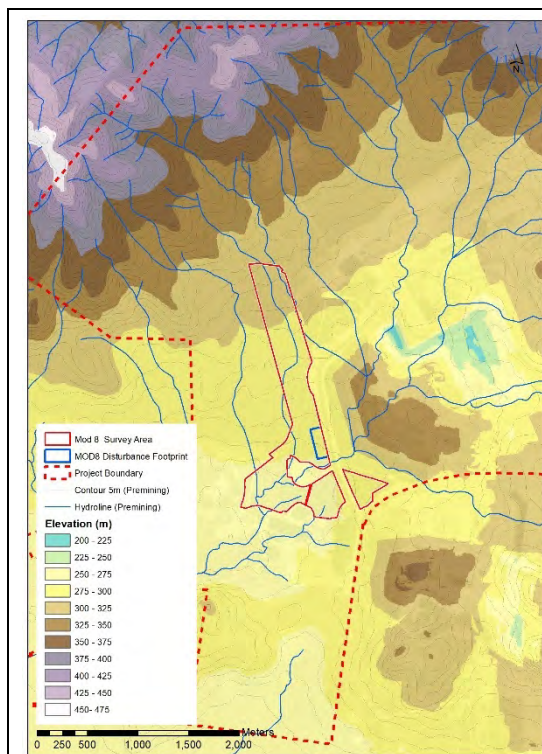 N
Mod 8 Survey Area
MOD8 Disturbance Footprint
Project Boundary
Contour 5m (Premining)
Hydroline (Premining)
Elevation (m)
200 - 225
225 - 250
250 - 275
275 - 300
300 - 325
325 - 350
350 - 375
375 - 400
400 - 425
425 - 450
450- 475
Meters
0 250 500 1,000 1,500 2,000